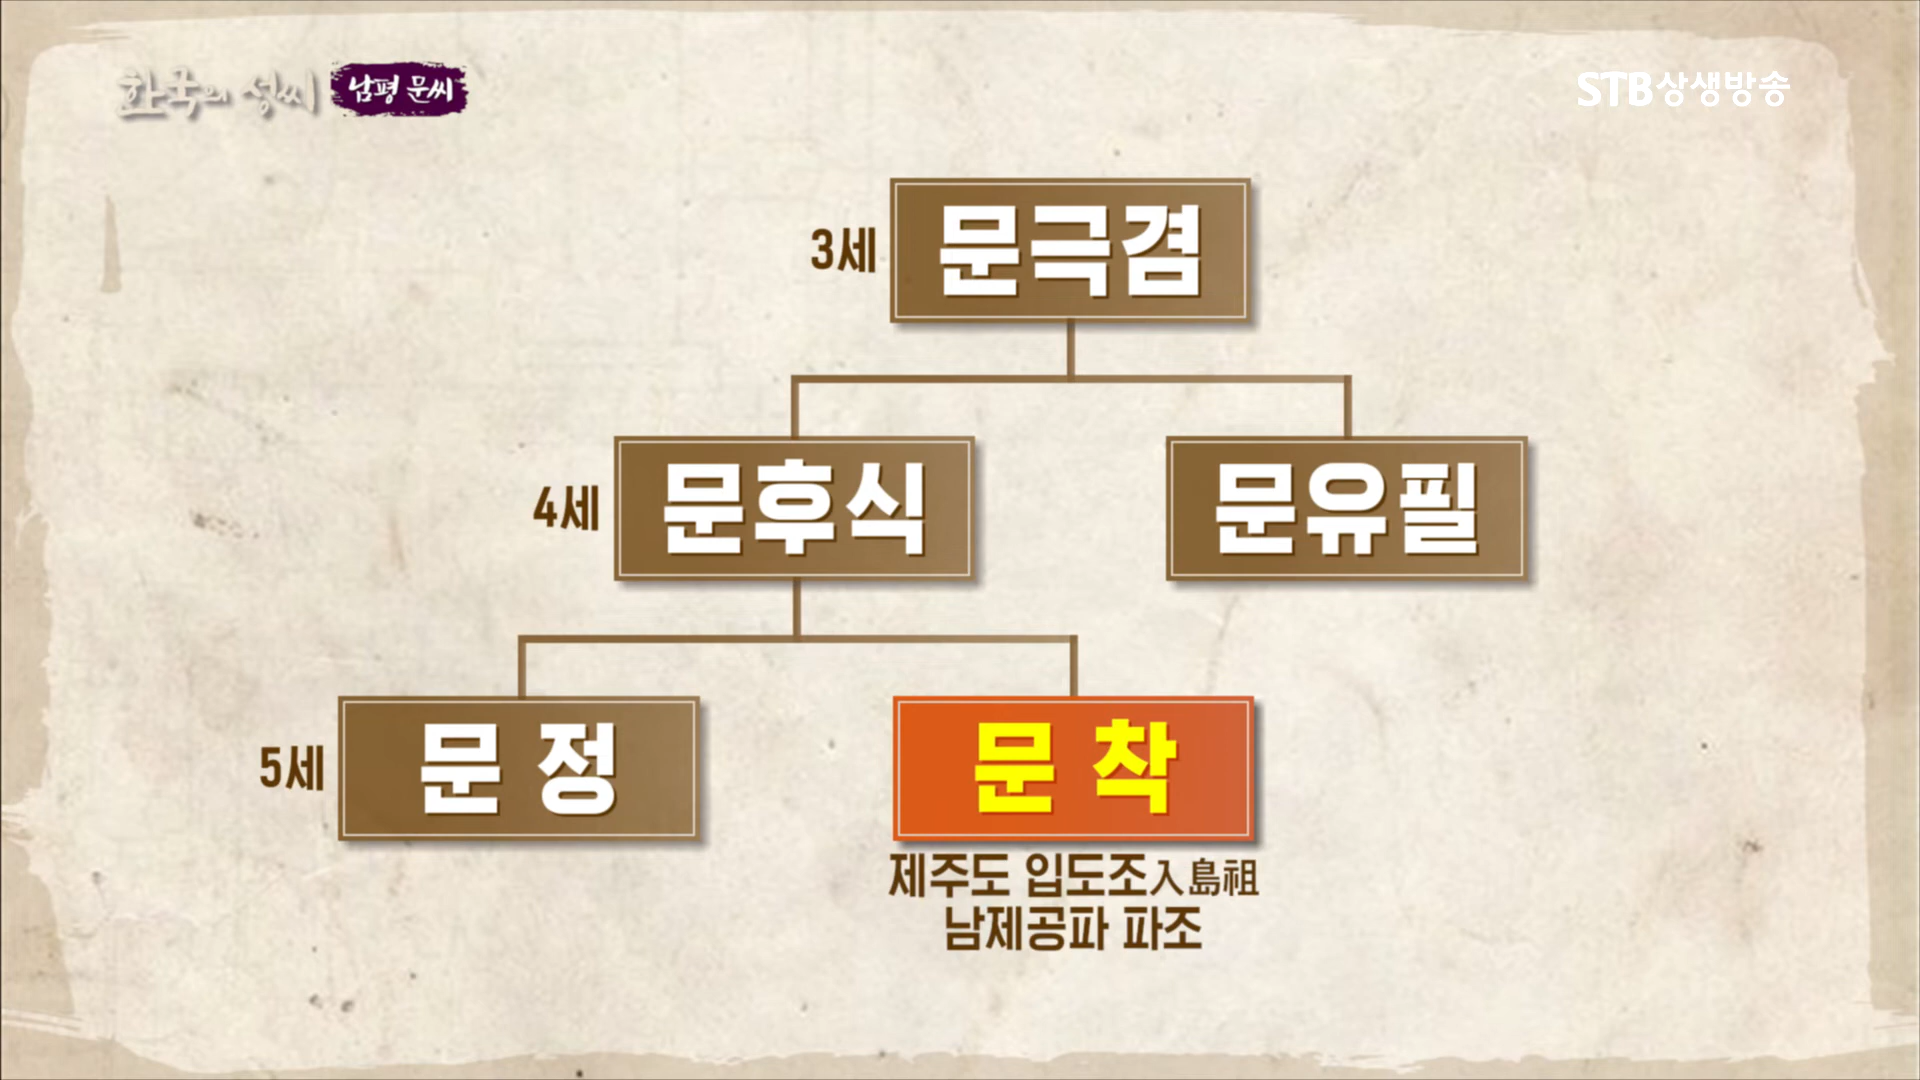 한국의 성씨 남평 문씨
STB상생방송
3세 문극겸
4세 문후식 문유필
5세 문정 문착
제주도 입도조入島祖
남제공파 파조